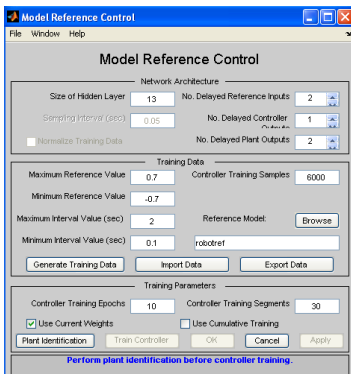 Model Reference Control
File Window Help
Model Reference Control
Network Architecture
Size of Hidden Layer 13 No. Delayed Reference Inputs 2
Sampling Interval (sec) 0.05 No. Delayed Controller Outputs 1
Normalize Training Data No. Delayed Plant Outputs 2
Training Data
Maximum Reference Value 0.7 Controller Training Samples 6000
Minimum Reference Value -0.7
Maximum Interval Value (sec) 2 Reference Model: Browse
Minimum Interval Value (sec) 0.1 robotref
Generate Training Data Import Data Export Data
Training Parameters
Controller Training Epochs 10 Controller Training Segments 30
Use Current Weights Use Cumulative Training
Plant Identification Train Controller OK Cancel Apply
Perform plant identification before controller training.